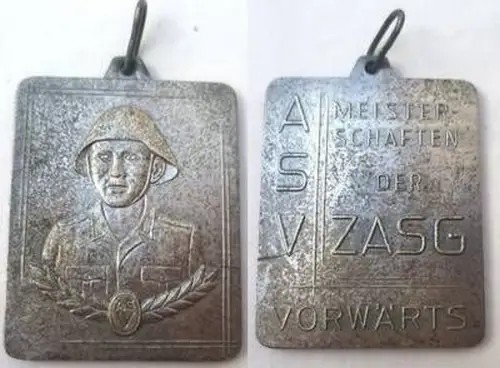 A
S
V
MEISTER-
SCHAFTEN
DER
ZASG
VORWÄRTS